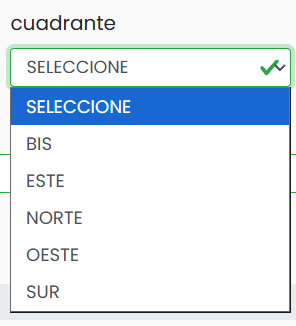 cuadrante
SELECCIONE
SELECCIONE
BIS
ESTE
NORTE
OESTE
SUR